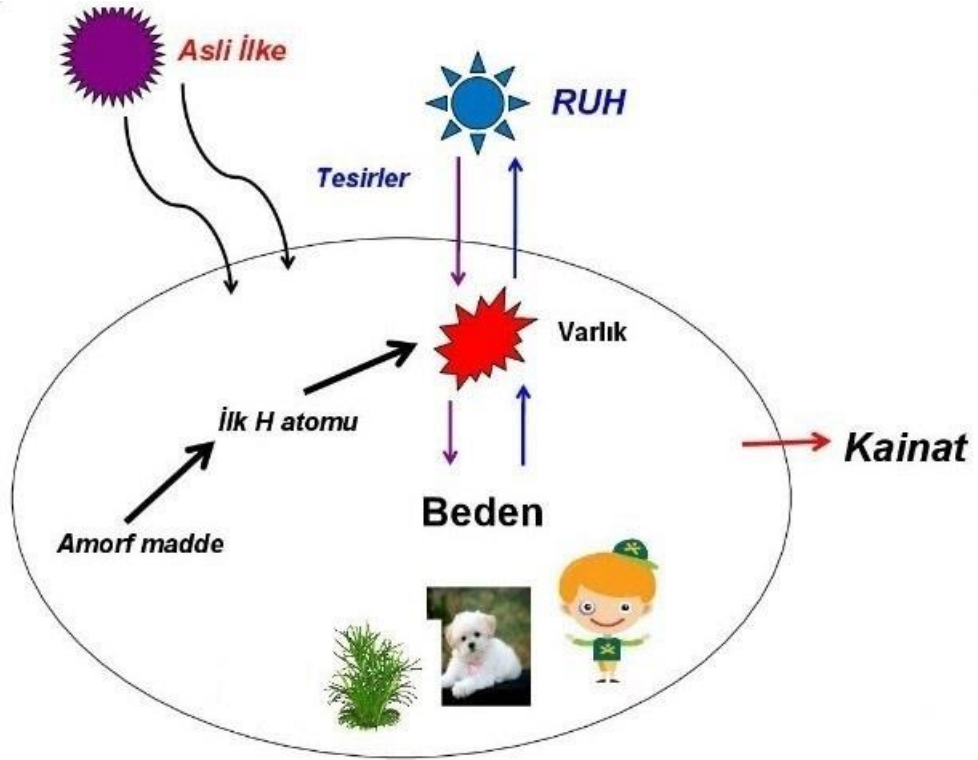 Asli İlke
RUH
Tesirler
Varlık
İlk H atomu
Kainat
Beden
Amorf madde